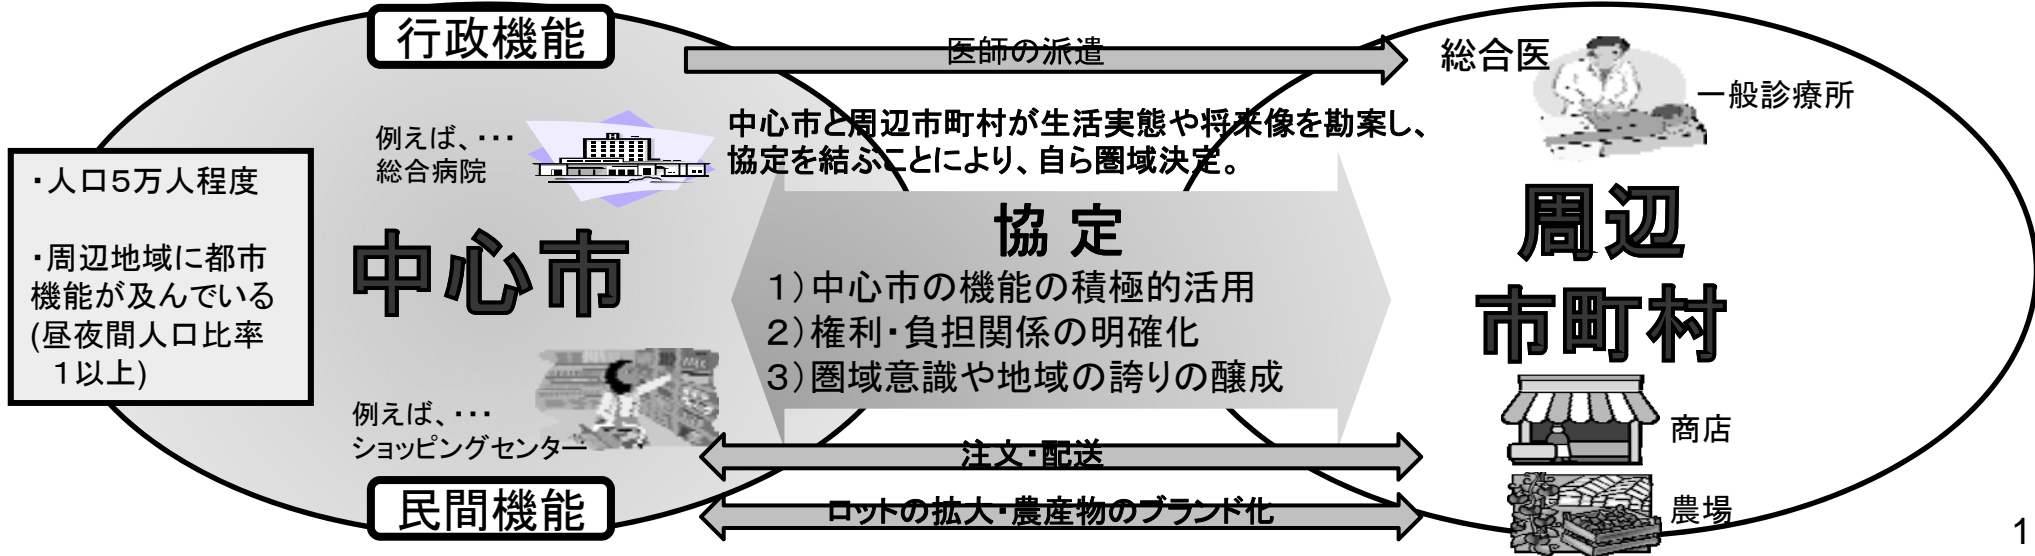 行政機能
医師の派遣
総合医
一般診療所
例えば、・・・
総合病院
中心市と周辺市町村が生活実態や将来像を勘案し、
協定を結ぶことにより、自ら圏域決定。
・人口５万人程度
・周辺地域に都市
機能が及んでいる
(昼夜間人口比率
１以上)
中心市
協 定
１）中心市の機能の積極的活用
２）権利・負担関係の明確化
３）圏域意識や地域の誇りの醸成
周辺
市町村
例えば、・・・
ショッピングセンター
商店
注文・配送
民間機能
ロットの拡大・農産物のブランド化
農場
1